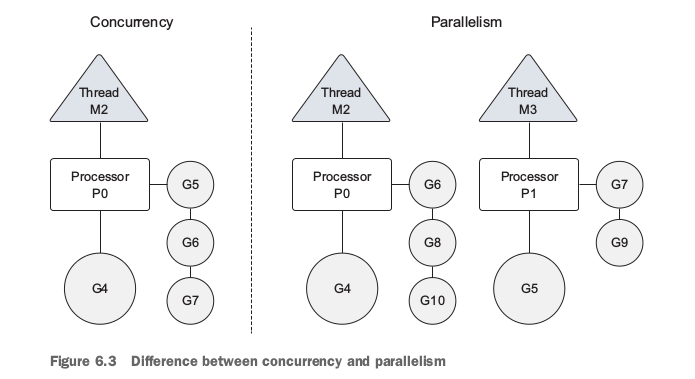 Concurrency
Parallelism
Thread
M2
Processor
P0
G5
G6
G7
G4
Thread
M2
Processor
P0
G6
G8
G10
G4
Thread
M3
Processor
P1
G7
G9
G5
Figure 6.3 Difference between concurrency and parallelism